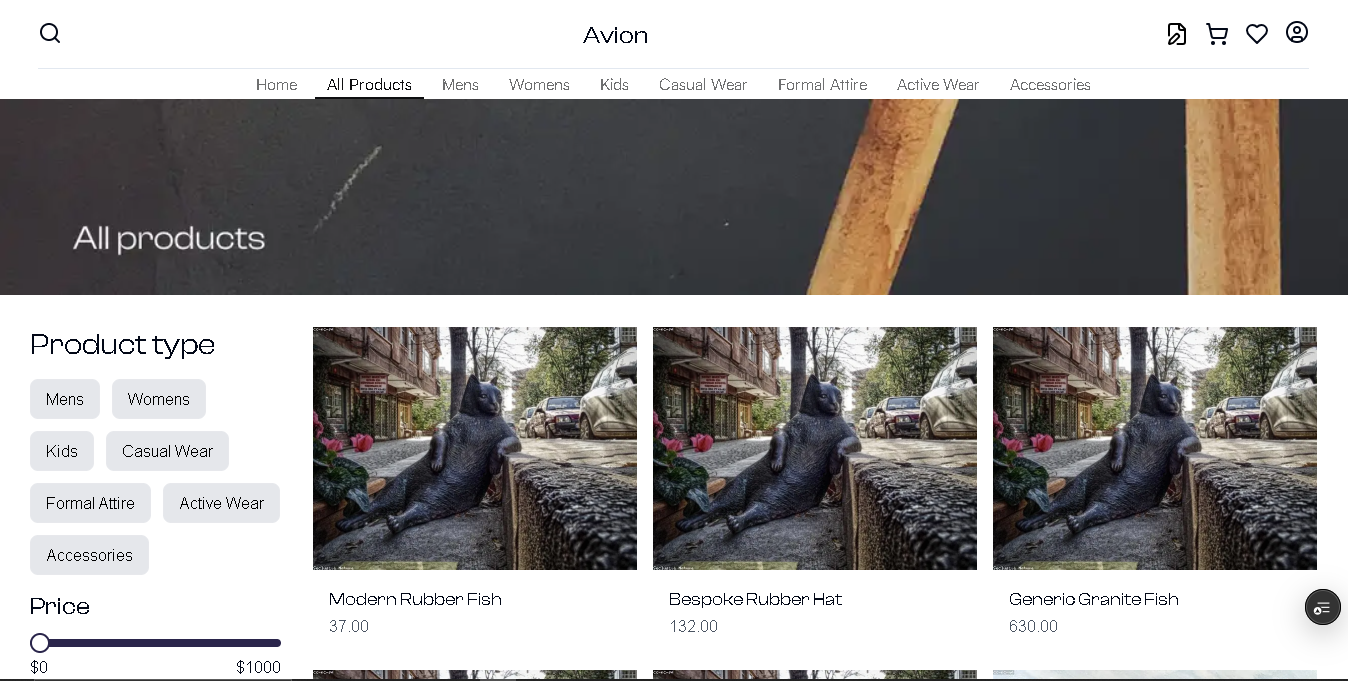 Avion
Home All Products Mens Womens Kids Casual Wear Formal Attire Active Wear Accessories
All products
Product type
Mens Womens
Kids Casual Wear
Formal Attire Active Wear
Accessories
Price
$0 $1000
Modern Rubber Fish
37.00
Bespoke Rubber Hat
132.00
Generic Granite Fish
630.00